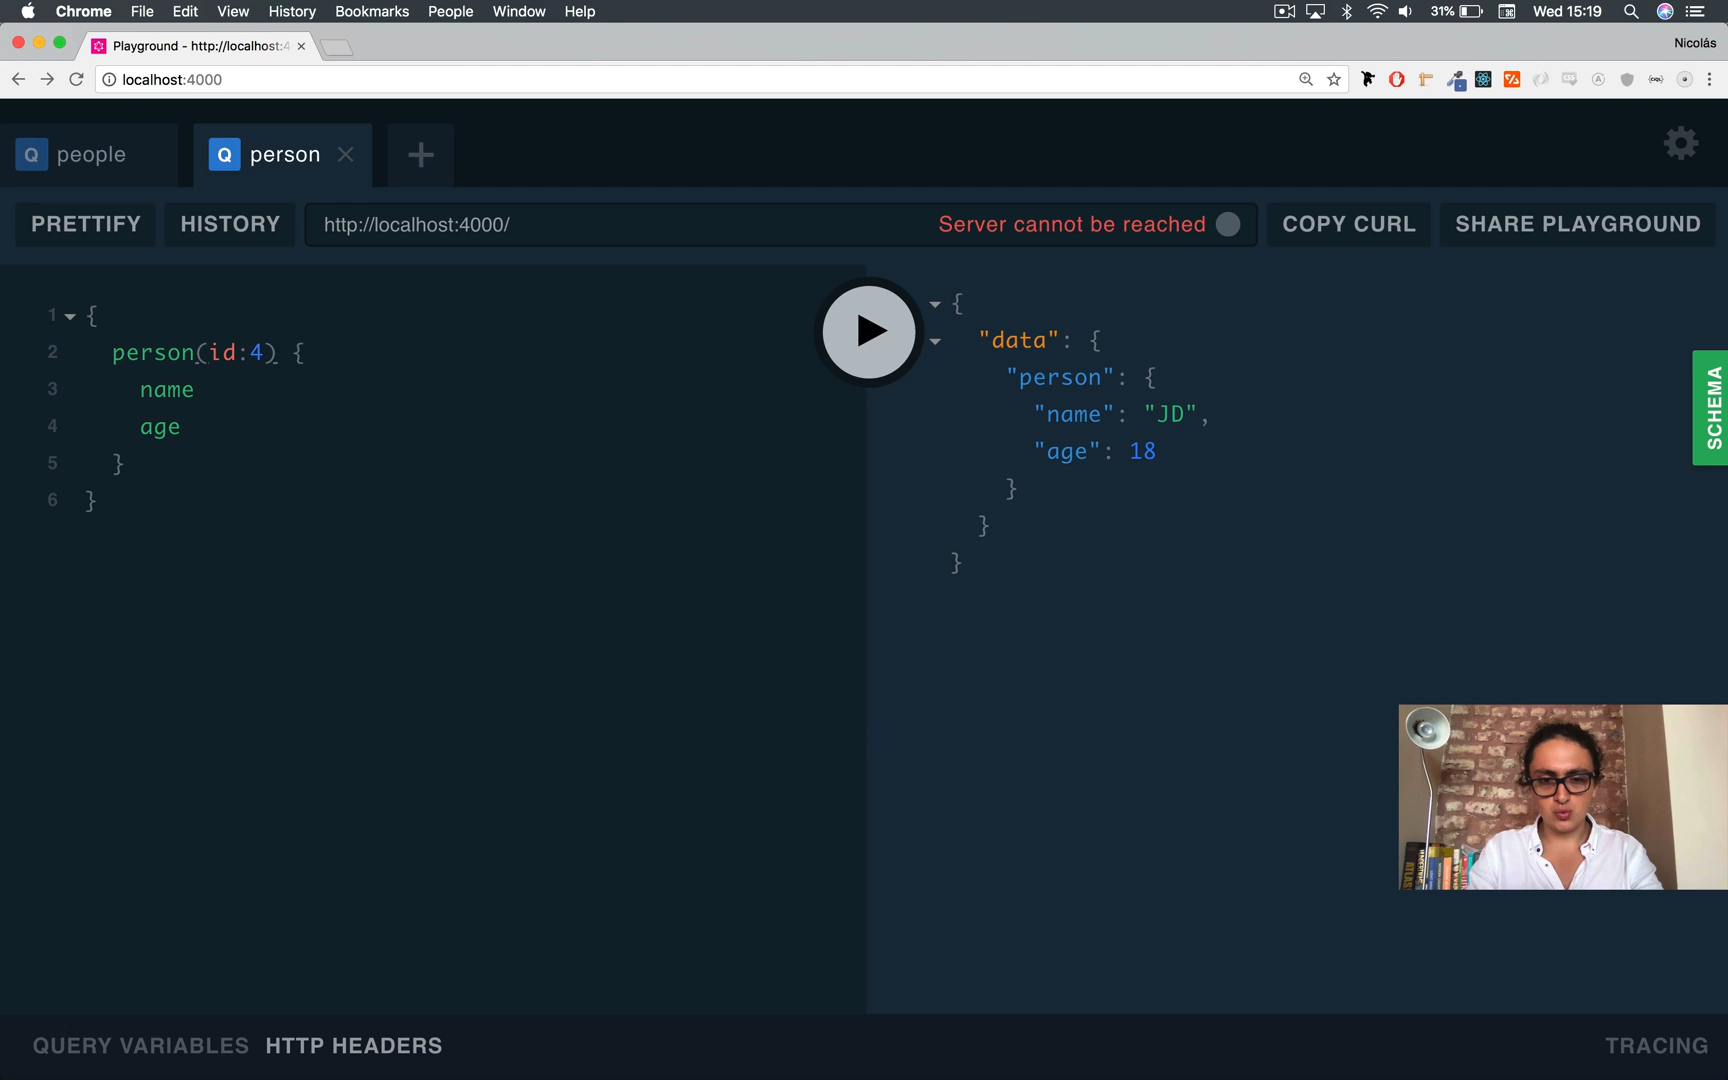 Chrome File Edit View History Bookmarks People Window Help 31% Wed 15:19
Playground - http://localhost:4 Nicolás
localhost:4000
Q people Q person
PRETTIFY HISTORY http://localhost:4000/ Server cannot be reached COPY CURL SHARE PLAYGROUND
1 {
2 person(id:4) {
3 name
4 age
5 }
6 }
{
"data": {
"person": {
"name": "JD",
"age": 18
}
}
}
SCHEMA
ATLAS
QUERY VARIABLES HTTP HEADERS TRACING